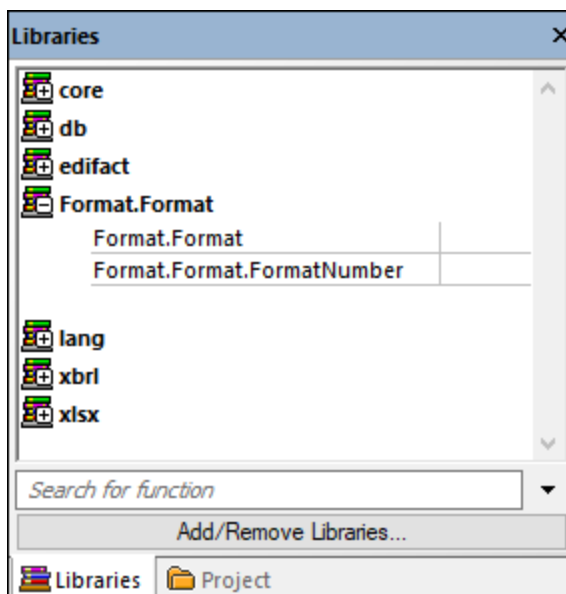 Libraries
core
db
edifact
Format.Format
Format.Format
Format.Format.FormatNumber
lang
xbrl
xlsx
Search for function
Add/Remove Libraries...
Libraries Project